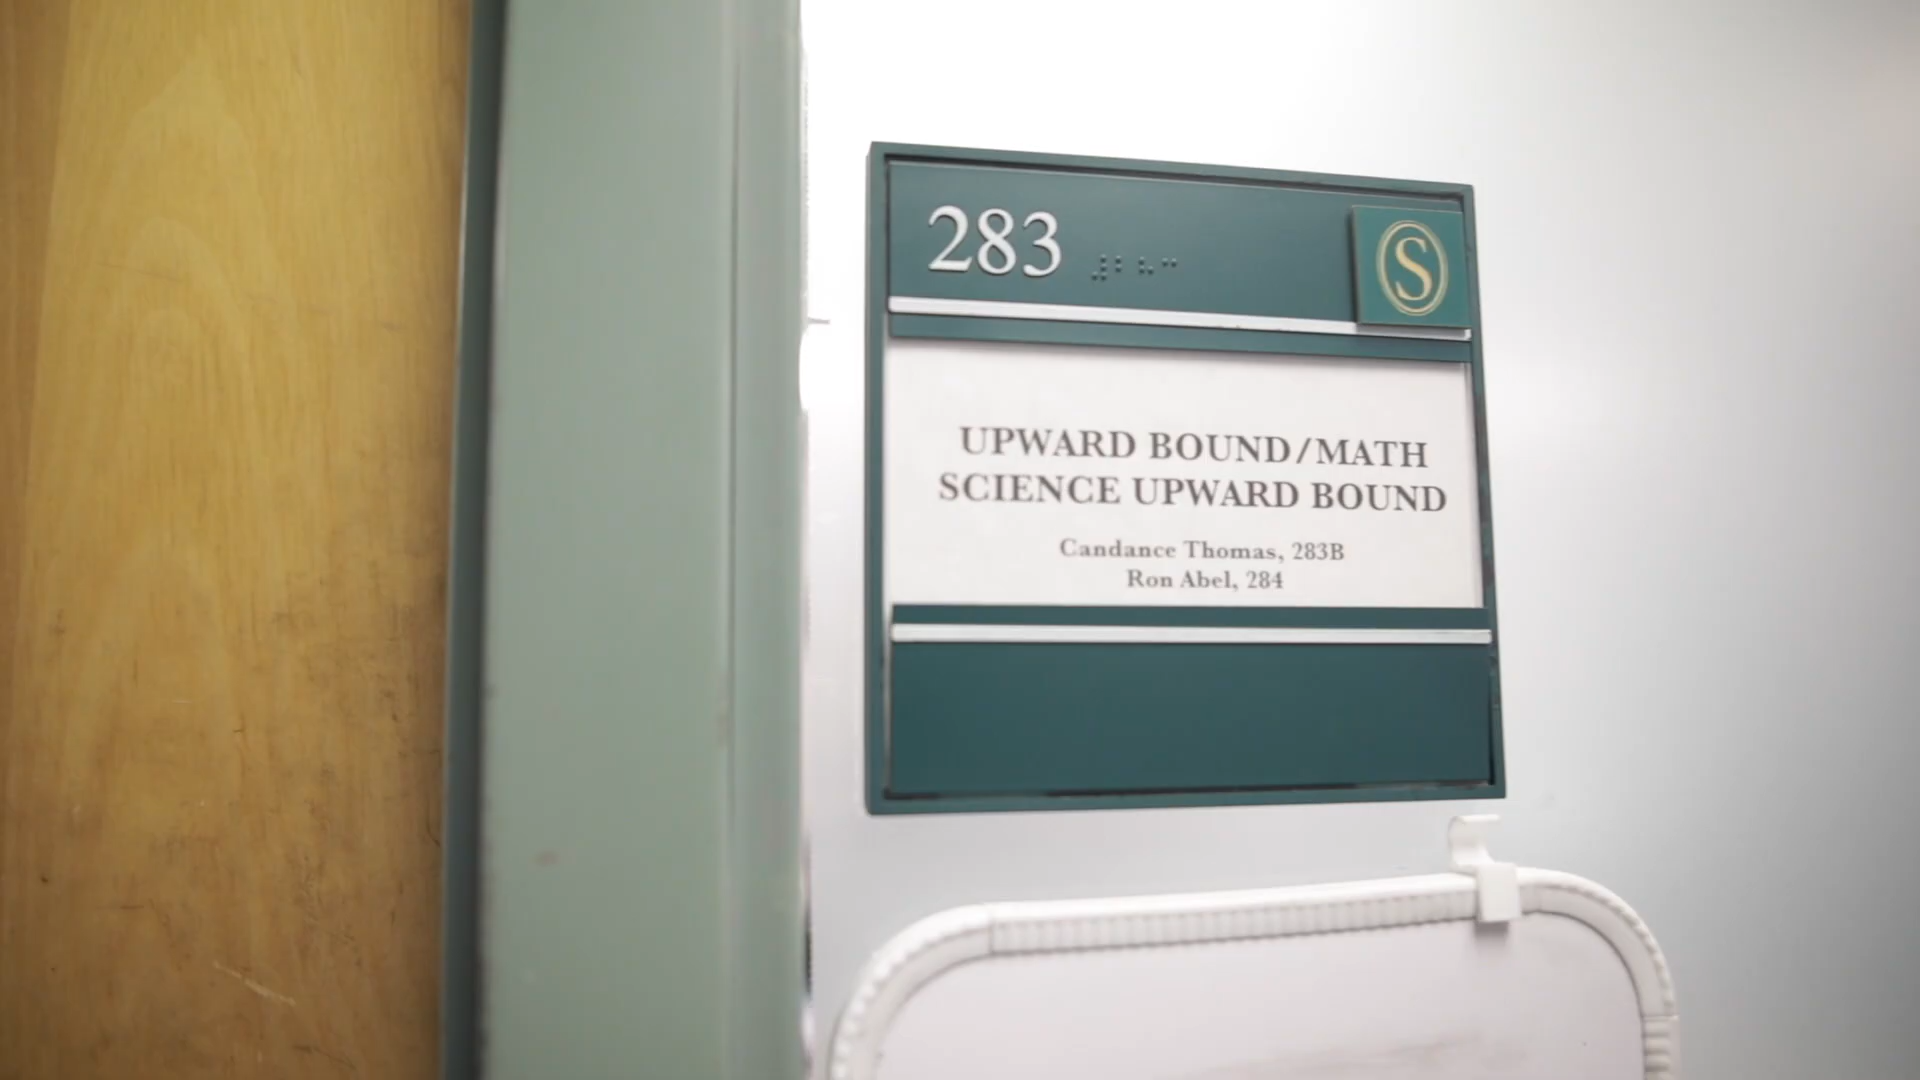 283
S
UPWARD BOUND/MATH
SCIENCE UPWARD BOUND
Candance Thomas, 283B
Ron Abel, 284